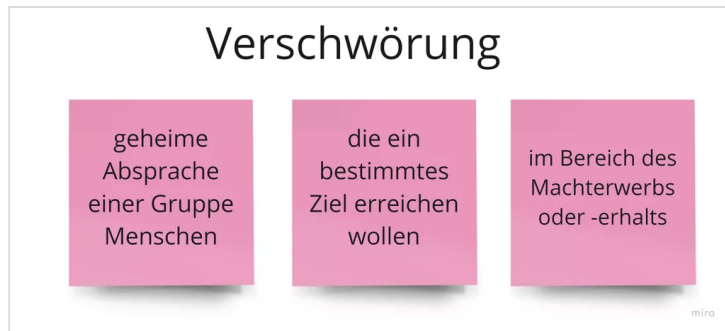 Verschwörung
geheime
Absprache
einer Gruppe
Menschen
die ein
bestimmtes
Ziel erreichen
wollen
im Bereich des
Machterwerbs
oder -erhalts
miro